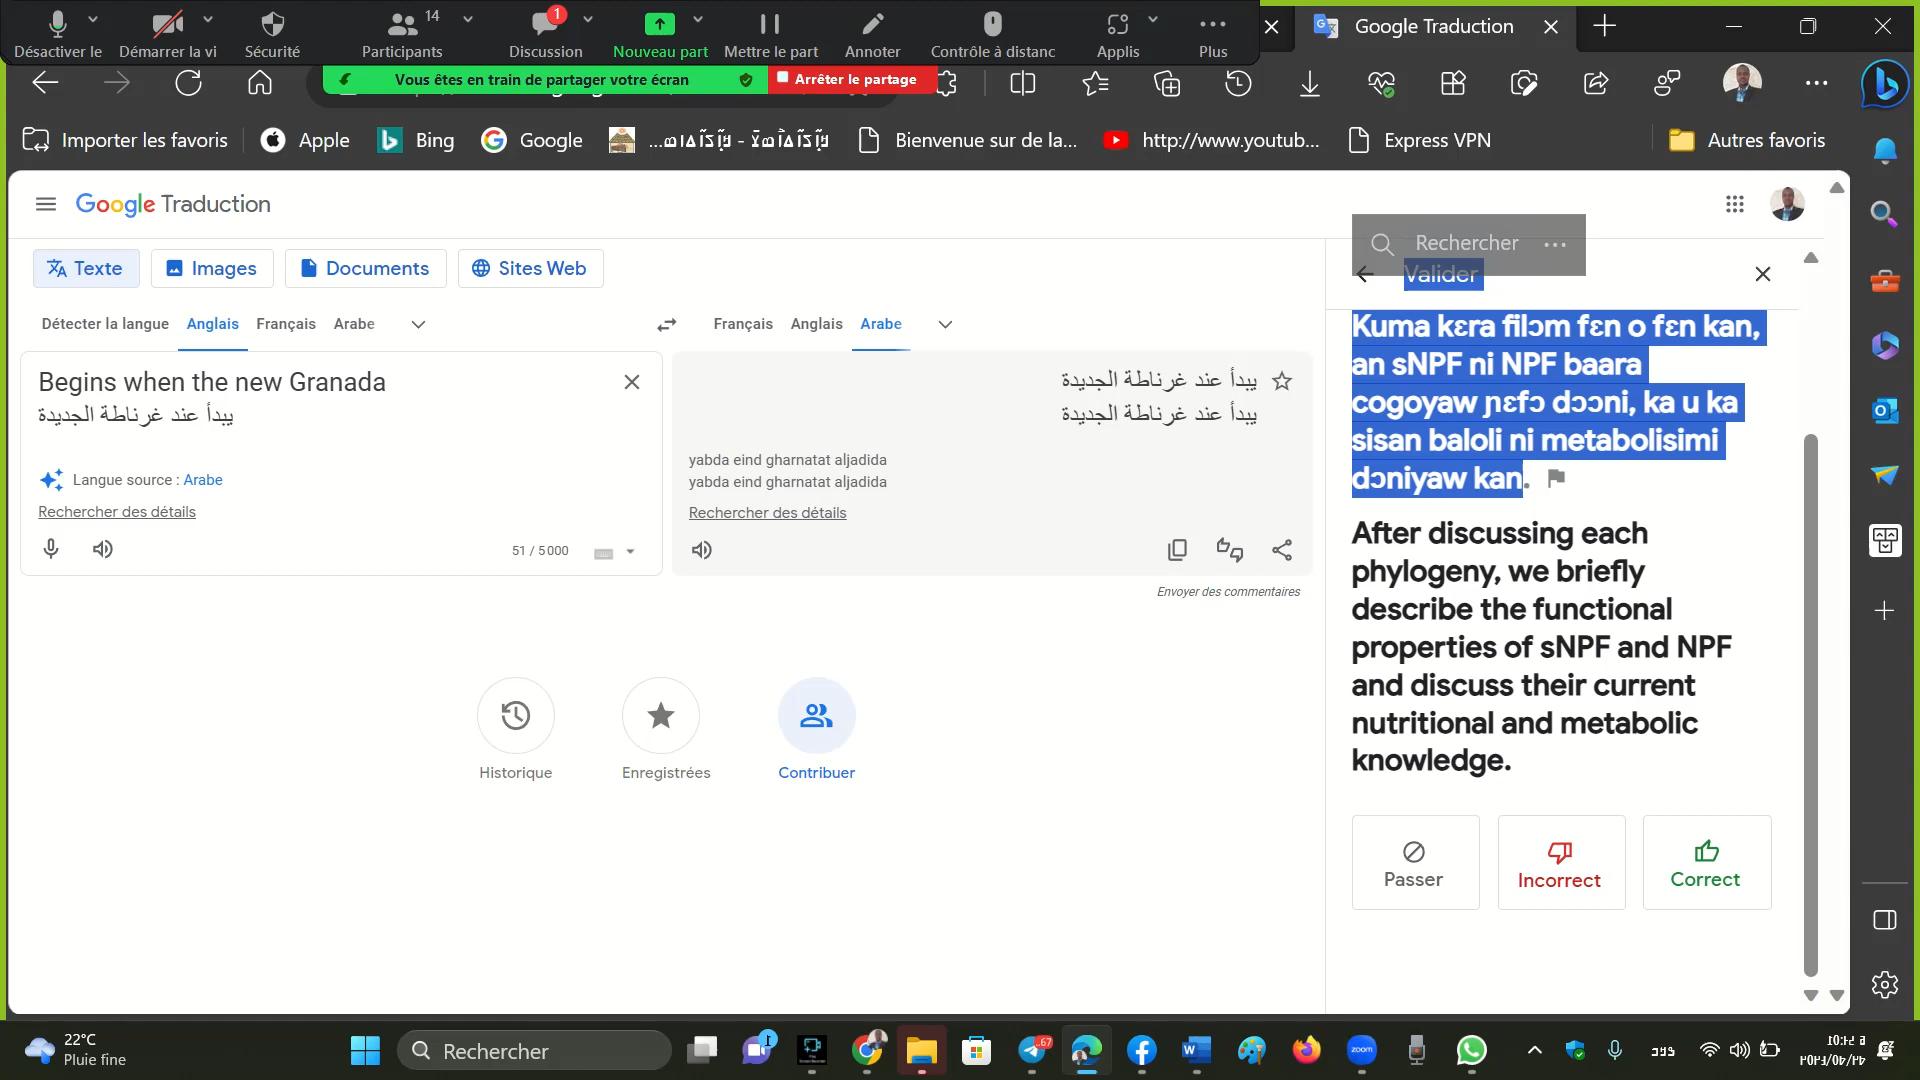 Désactiver le
Démarrer la vi
Sécurité
Participants
14
Discussion
1
Nouveau part
Mettre le part
Annoter
Contrôle à distanc
Applis
Plus
Google Traduction
Vous êtes en train de partager votre écran
Arrêter le partage
Importer les favoris
Apple
Bing
Google
Bienvenue sur de la...
http://www.youtub...
Express VPN
Autres favoris
Google Traduction
Texte
Images
Documents
Sites Web
Détecter la langue
Anglais
Français
Arabe
Français
Anglais
Arabe
Begins when the new Granada
يبدأ عند غرناطة الجديدة
Langue source : Arabe
Rechercher des détails
51 / 5 000
يبدأ عند غرناطة الجديدة
يبدأ عند غرناطة الجديدة
yabda eind gharnatat aljadida
yabda eind gharnatat aljadida
Rechercher des détails
Envoyer des commentaires
Historique
Enregistrées
Contribuer
Rechercher
Valider
Kuma kɛra filɔm fɛn o fɛn kan,
an sNPF ni NPF baara
cogoyaw ɲɛfɔ dɔɔni, ka u ka
sisan baloli ni metabolisimi
dɔniyaw kan.
After discussing each
phylogeny, we briefly
describe the functional
properties of sNPF and NPF
and discuss their current
nutritional and metabolic
knowledge.
Passer
Incorrect
Correct
22°C
Pluie fine
Rechercher
1
.67
zoom